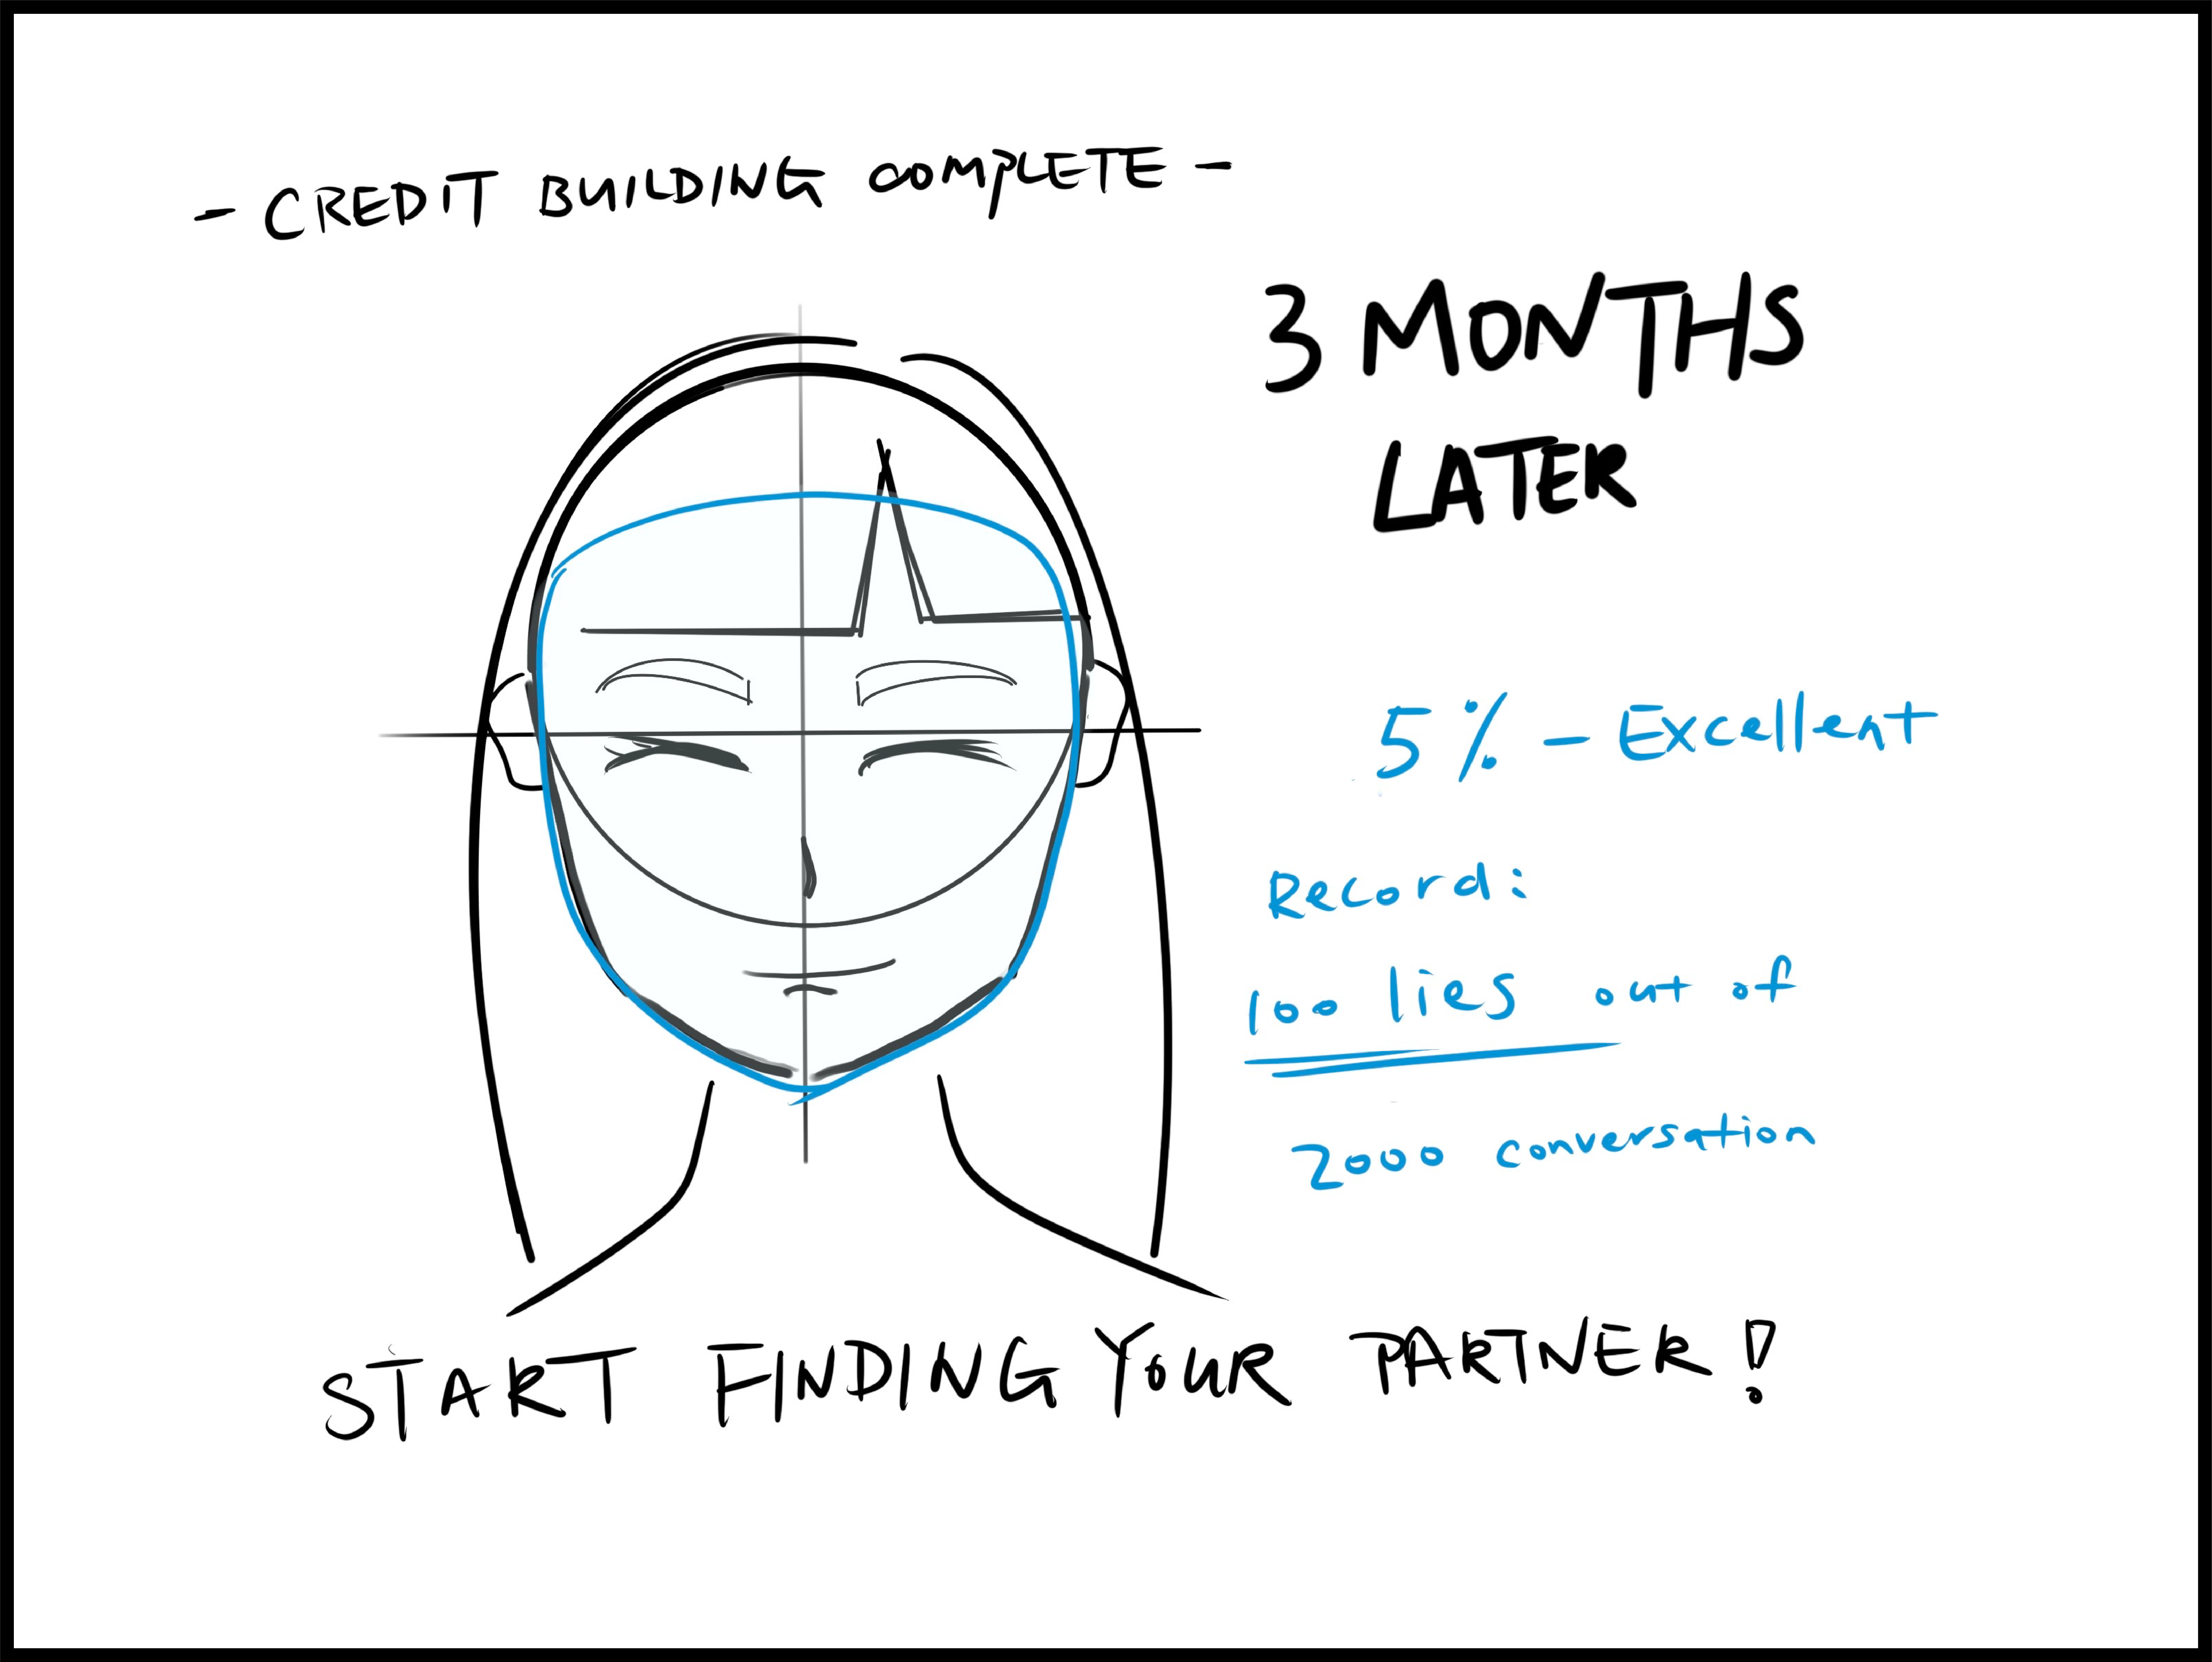 - CREDIT BUILDING COMPLETE -
3 MONTHS
LATER
5% - Excellent
Record:
100 lies out of
2000 conversation
START FINDING YOUR PARTNER!